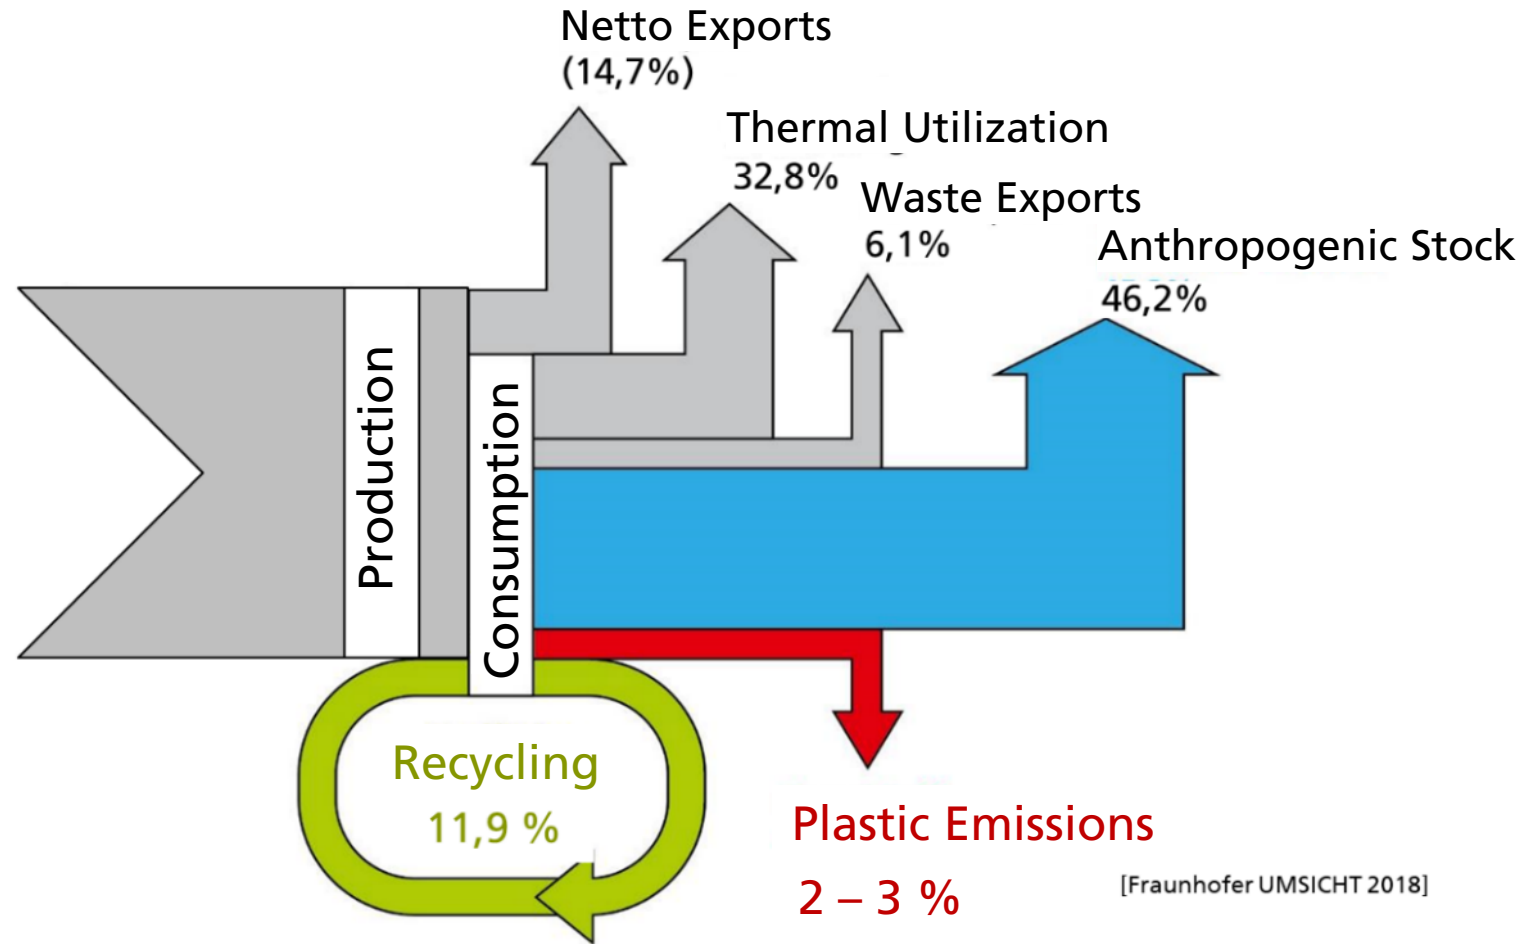 Netto Exports
(14,7%)
Thermal Utilization
32,8%
Waste Exports
6,1%
Anthropogenic Stock
46,2%
Production
Consumption
Recycling
11,9 %
Plastic Emissions
2 – 3 %
[Fraunhofer UMSICHT 2018]